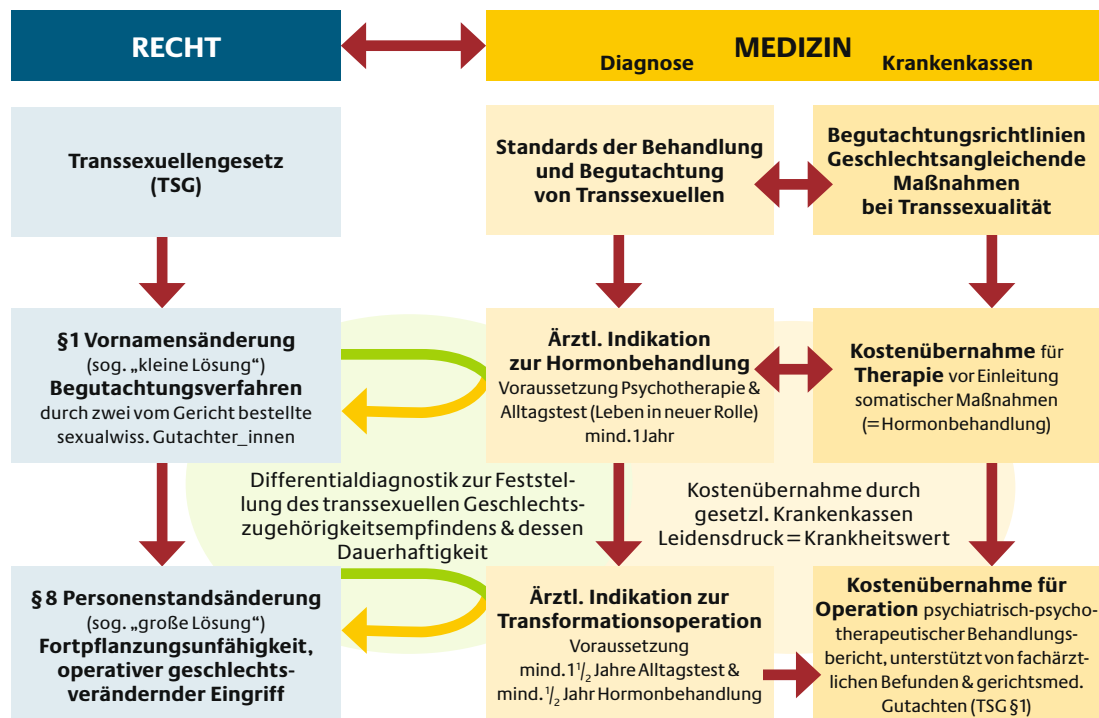 RECHT
MEDIZIN
Diagnose
Krankenkassen
Transsexuellengesetz
(TSG)
Standards der Behandlung
und Begutachtung
von Transsexuellen
Begutachtungsrichtlinien
Geschlechtsangleichende
Maßnahmen
bei Transsexualität
§1 Vornamensänderung
(sog. „kleine Lösung“)
Begutachtungsverfahren
durch zwei vom Gericht bestellte
sexualwiss. Gutachter_innen
Ärztl. Indikation
zur Hormonbehandlung
Voraussetzung Psychotherapie &
Alltagstest (Leben in neuer Rolle)
mind. 1 Jahr
Kostenübernahme für
Therapie vor Einleitung
somatischer Maßnahmen
(= Hormonbehandlung)
Differentialdiagnostik zur Feststel-
lung des transsexuellen Geschlechts-
zugehörigkeitsempfindens & dessen
Dauerhaftigkeit
Kostenübernahme durch
gesetzl. Krankenkassen
Leidensdruck = Krankheitswert
§ 8 Personenstandsänderung
(sog. „große Lösung“)
Fortpflanzungsunfähigkeit,
operativer geschlechts-
verändernder Eingriff
Ärztl. Indikation zur
Transformationsoperation
Voraussetzung
mind. 1 1/2 Jahre Alltagstest &
mind. 1/2 Jahr Hormonbehandlung
Kostenübernahme für
Operation psychiatrisch-psycho-
therapeutischer Behandlungs-
bericht, unterstützt von fachärzt-
lichen Befunden & gerichtsmed.
Gutachten (TSG §1)